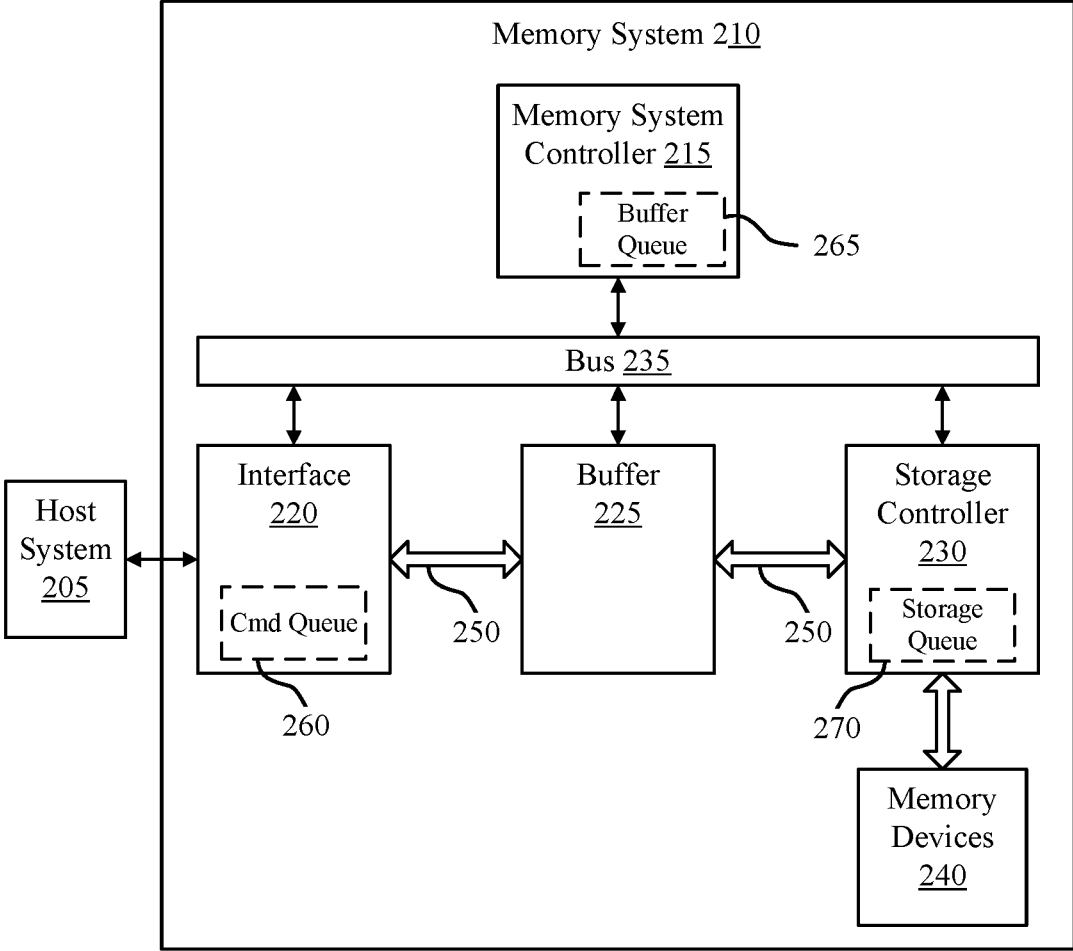 Memory System 210
Memory System
Controller 215
Buffer
Queue
265
Bus 235
Host
System
205
Interface
220
Cmd Queue
260
250
Buffer
225
250
Storage
Controller
230
Storage
Queue
270
Memory
Devices
240